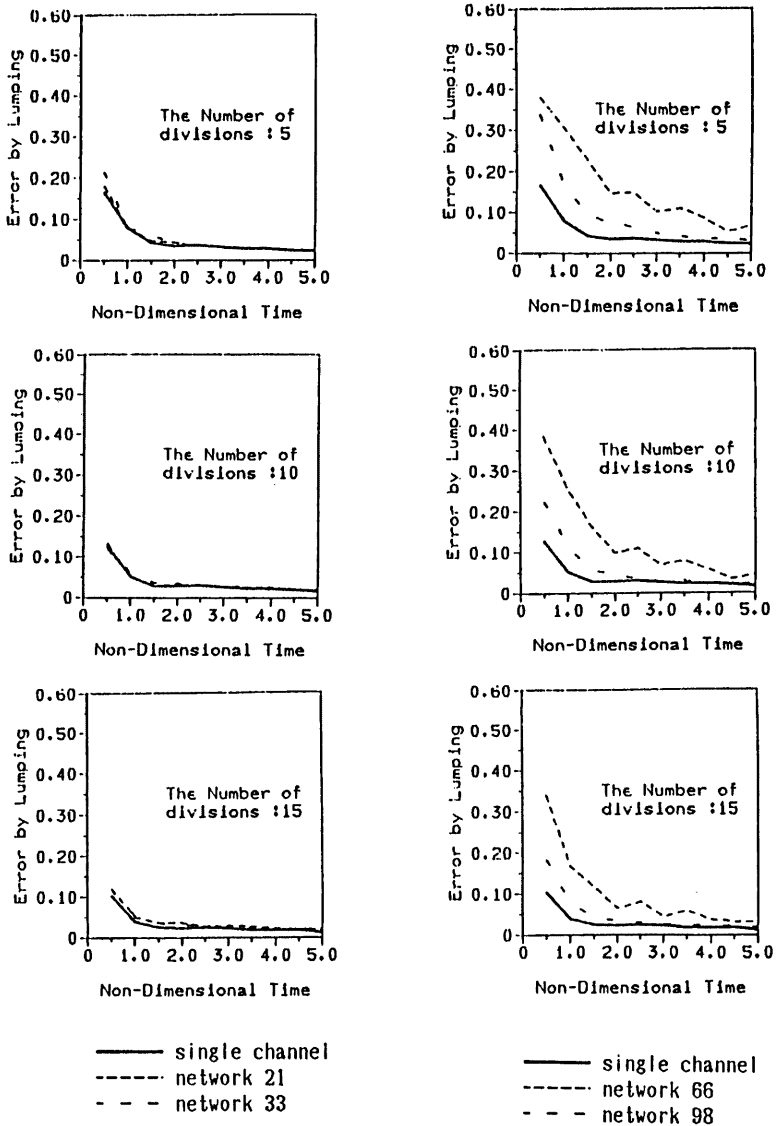 0.60
0.50
0.40
0.30
0.20
0.10
0
Error by Lumping
The Number of
divisions : 5
0 1.0 2.0 3.0 4.0 5.0
Non-Dimensional Time
0.60
0.50
0.40
0.30
0.20
0.10
0
Error by Lumping
The Number of
divisions : 5
0 1.0 2.0 3.0 4.0 5.0
Non-Dimensional Time
0.60
0.50
0.40
0.30
0.20
0.10
0
Error by Lumping
The Number of
divisions :10
0 1.0 2.0 3.0 4.0 5.0
Non-Dimensional Time
0.60
0.50
0.40
0.30
0.20
0.10
0
Error by Lumping
The Number of
divisions :10
0 1.0 2.0 3.0 4.0 5.0
Non-Dimensional Time
0.60
0.50
0.40
0.30
0.20
0.10
0
Error by Lumping
The Number of
divisions :15
0 1.0 2.0 3.0 4.0 5.0
Non-Dimensional Time
0.60
0.50
0.40
0.30
0.20
0.10
0
Error by Lumping
The Number of
divisions :15
0 1.0 2.0 3.0 4.0 5.0
Non-Dimensional Time
single channel
network 21
network 33
single channel
network 66
network 98